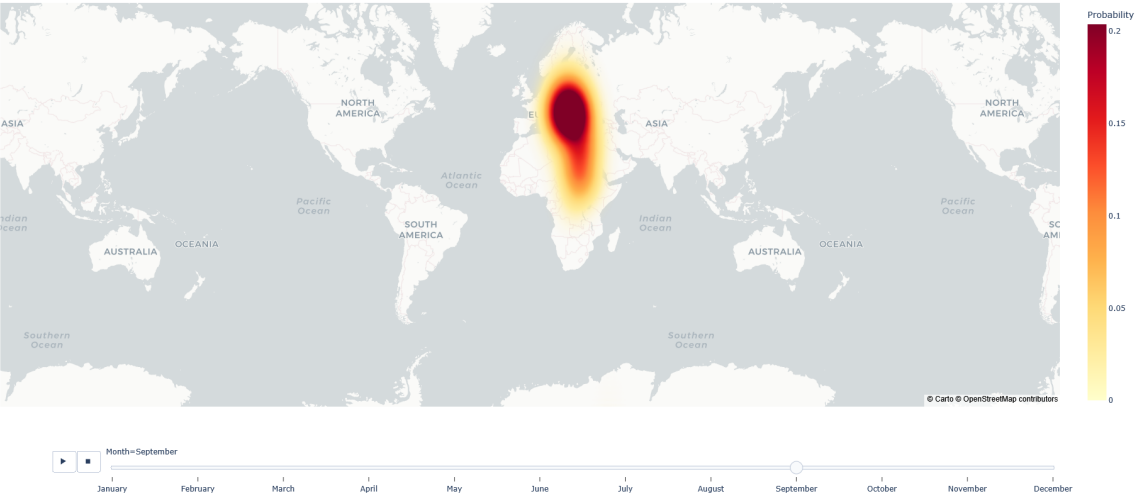 Probability
0.2
0.15
0.1
0.05
0
NORTH
AMERICA
NORTH
AMERICA
ASIA
ASIA
Atlantic
Ocean
Pacific
Ocean
Pacific
Ocean
Indian
Ocean
SOUTH
AMERICA
OCEANIA
OCEANIA
AUSTRALIA
AUSTRALIA
Southern
Ocean
Southern
Ocean
© Carto © OpenStreetMap contributors
Month=September
January February March April May June July August September October November December